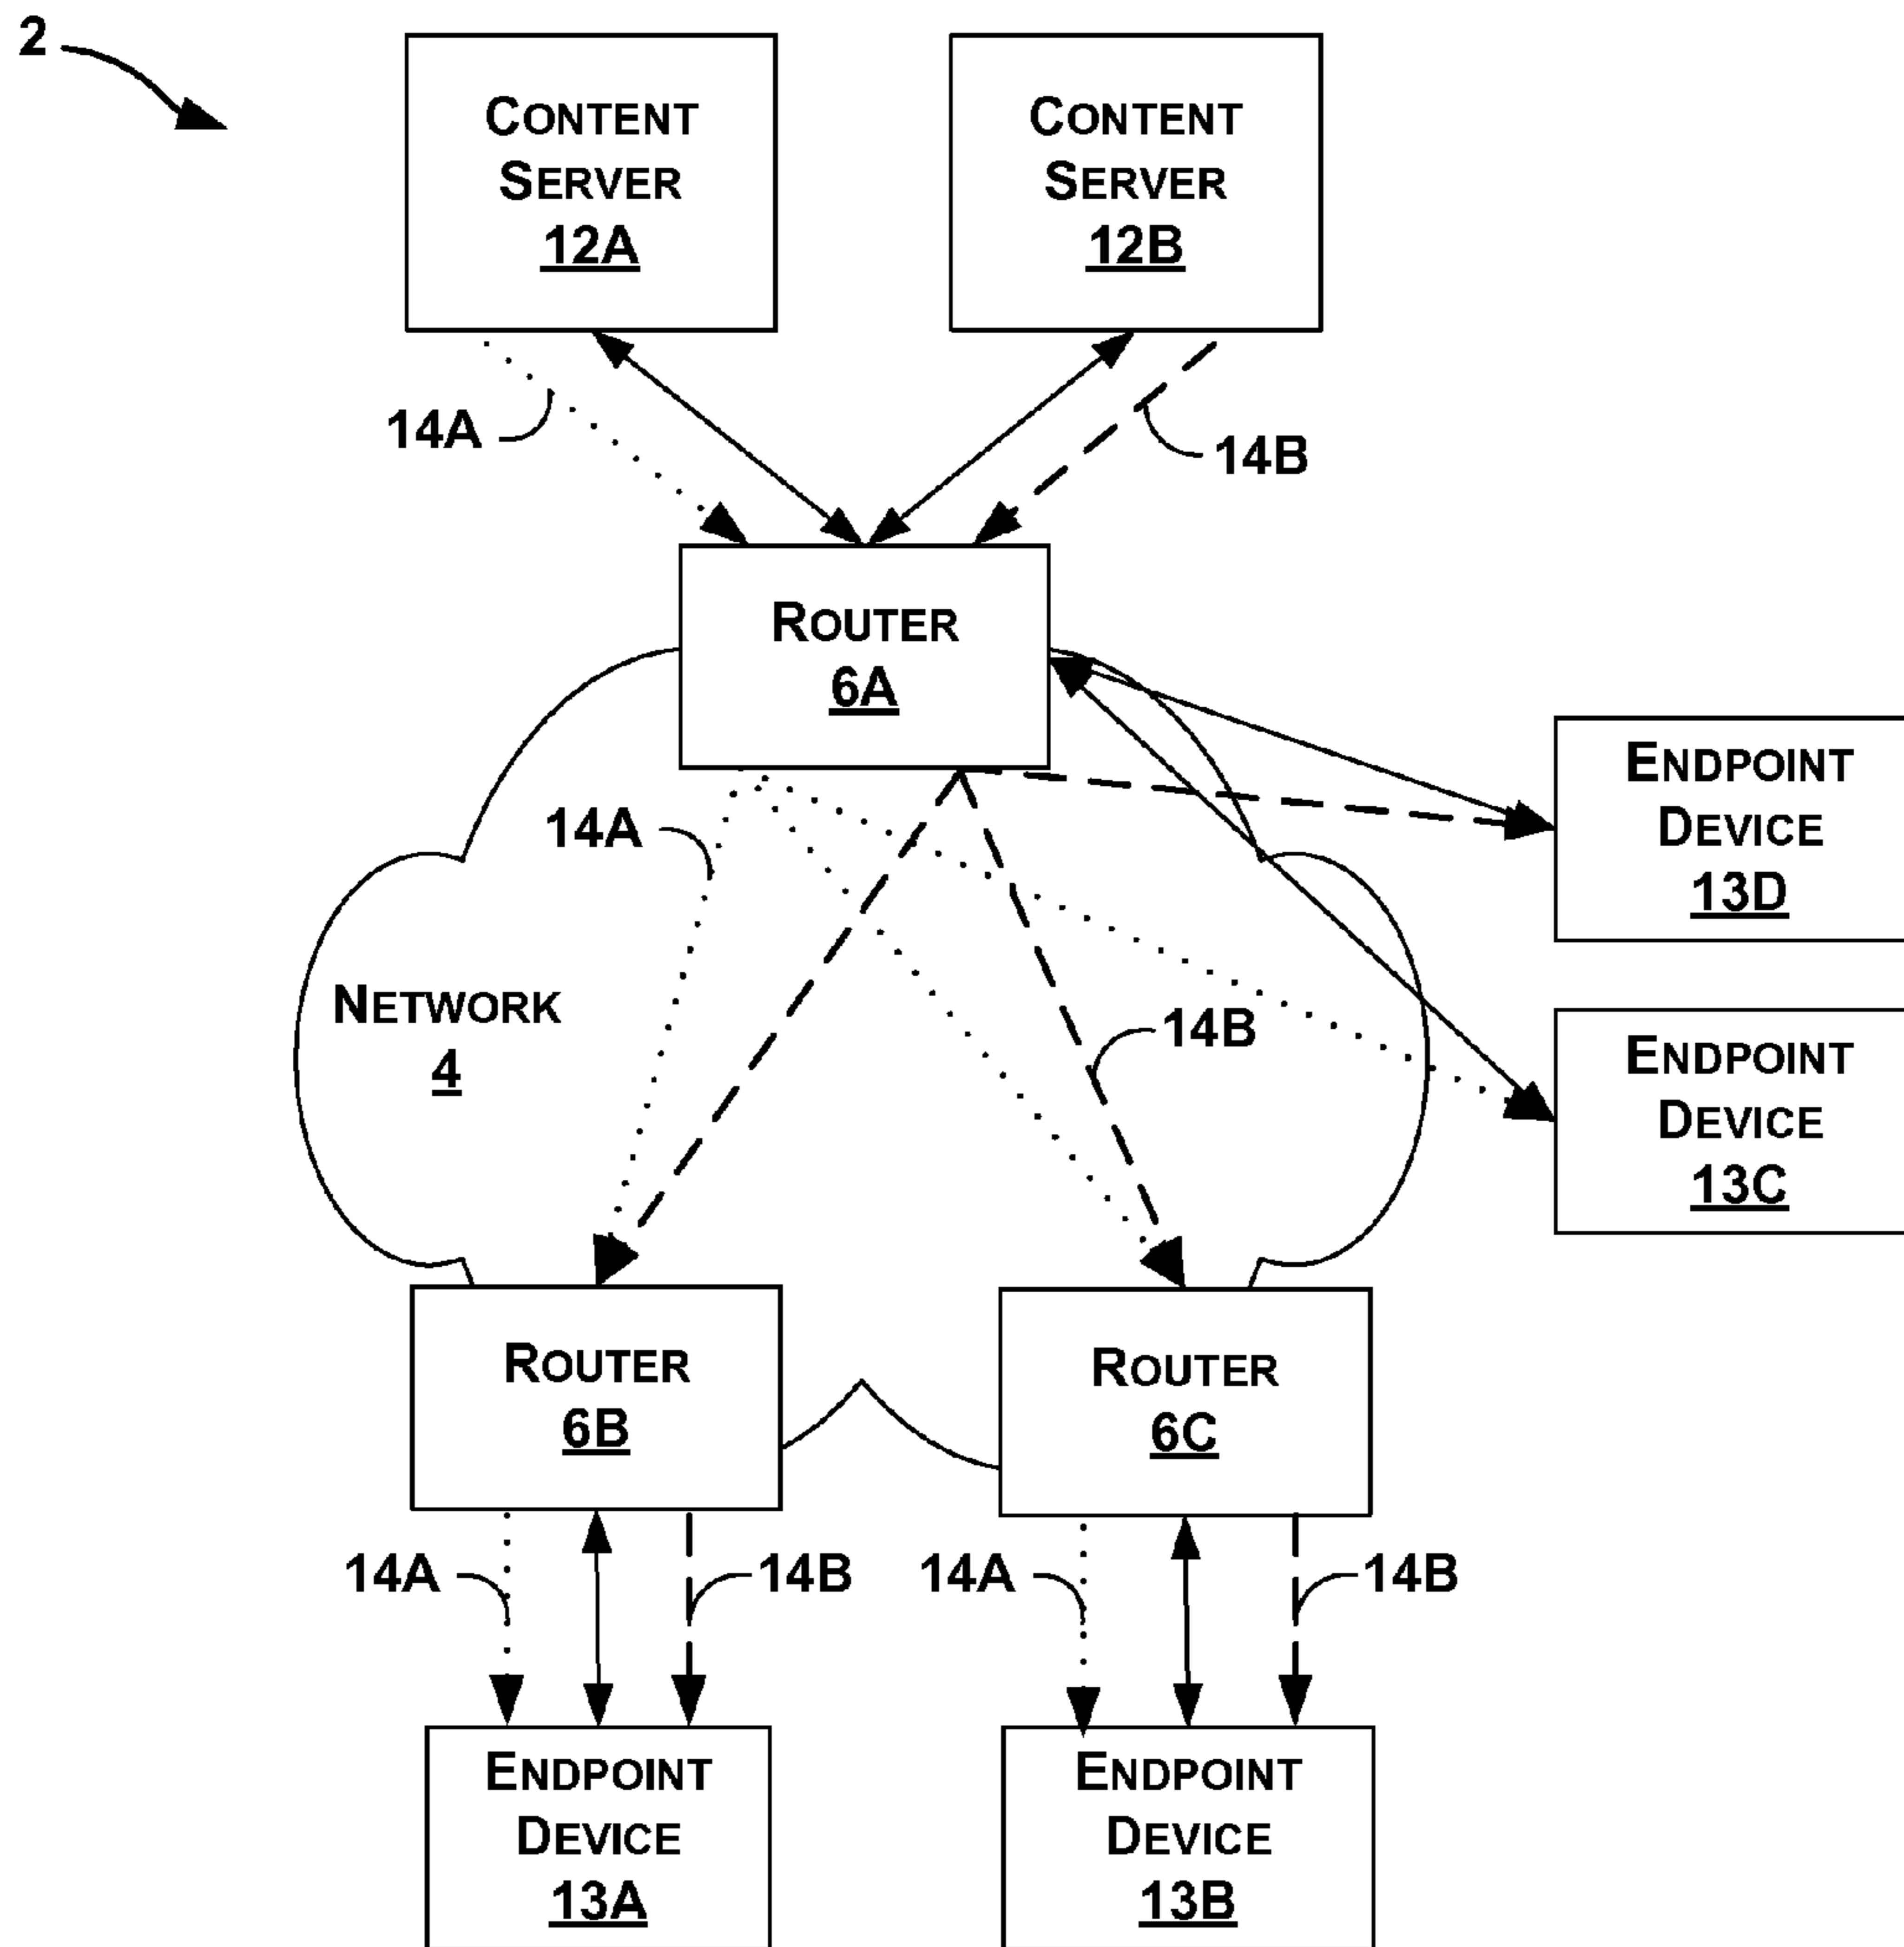 2
CONTENT
SERVER
12A
CONTENT
SERVER
12B
14A
14B
ROUTER
6A
ENDPOINT
DEVICE
13D
14A
NETWORK
4
14B
ENDPOINT
DEVICE
13C
ROUTER
6B
ROUTER
6C
14A
14B
14A
14B
ENDPOINT
DEVICE
13A
ENDPOINT
DEVICE
13B